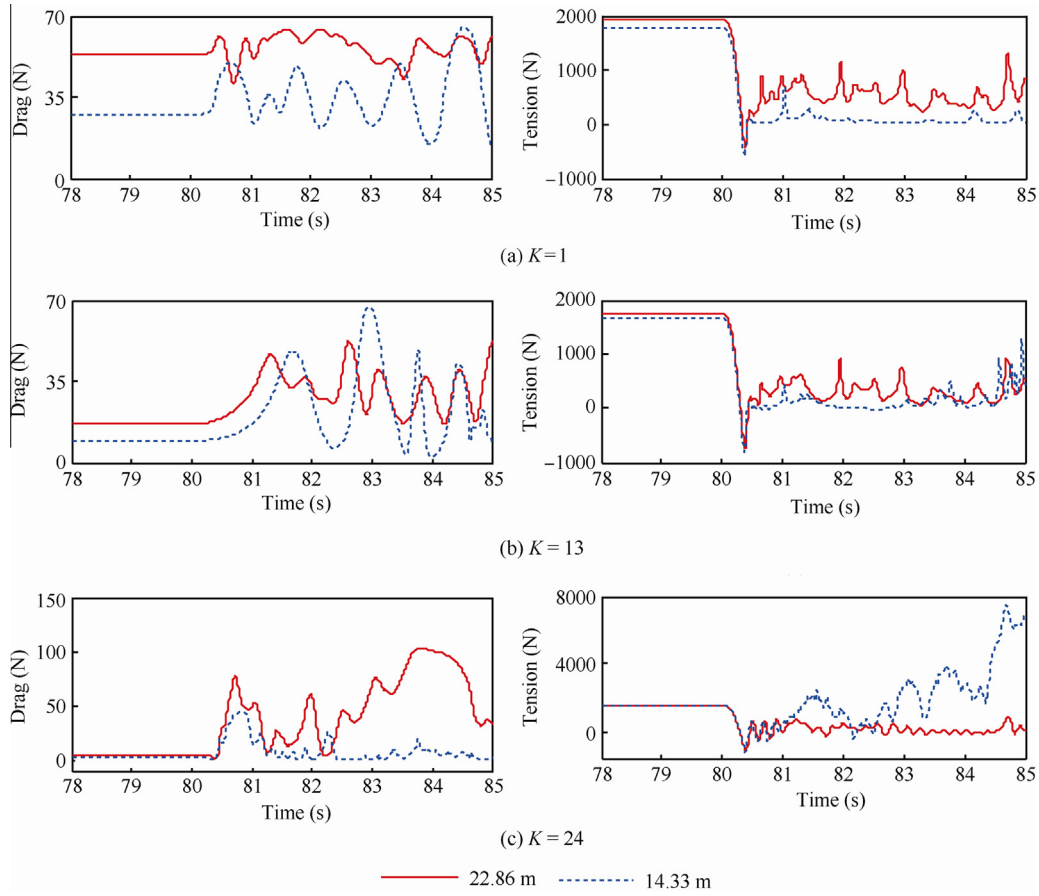 70
35
0
Drag (N)
78 79 80 81 82 83 84 85
Time (s)
2000
1000
0
−1000
Tension (N)
78 79 80 81 82 83 84 85
Time (s)
(a) K=1
70
35
0
Drag (N)
78 79 80 81 82 83 84 85
Time (s)
2000
1000
0
−1000
Tension (N)
78 79 80 81 82 83 84 85
Time (s)
(b) K = 13
150
100
50
0
Drag (N)
78 79 80 81 82 83 84 85
Time (s)
8000
4000
0
Tension (N)
78 79 80 81 82 83 84 85
Time (s)
(c) K = 24
22.86 m 14.33 m